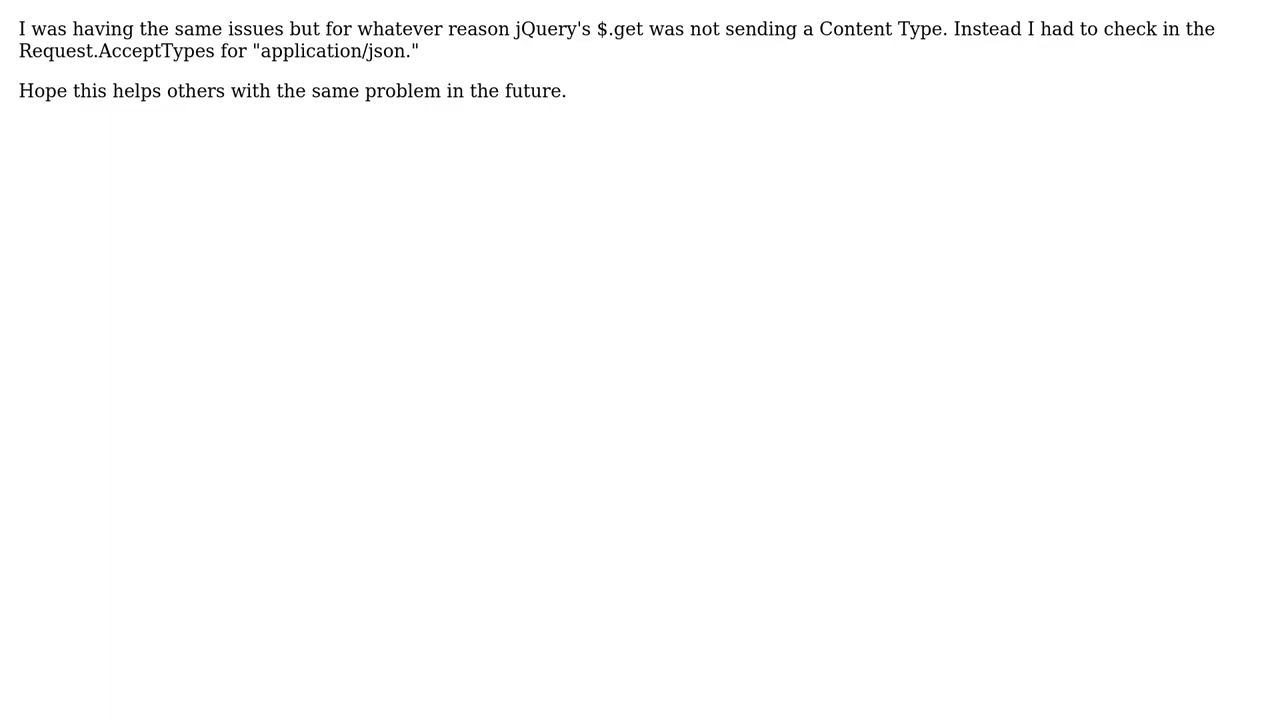 I was having the same issues but for whatever reason jQuery's $.get was not sending a Content Type. Instead I had to check in the
Request.AcceptTypes for "application/json."
Hope this helps others with the same problem in the future.